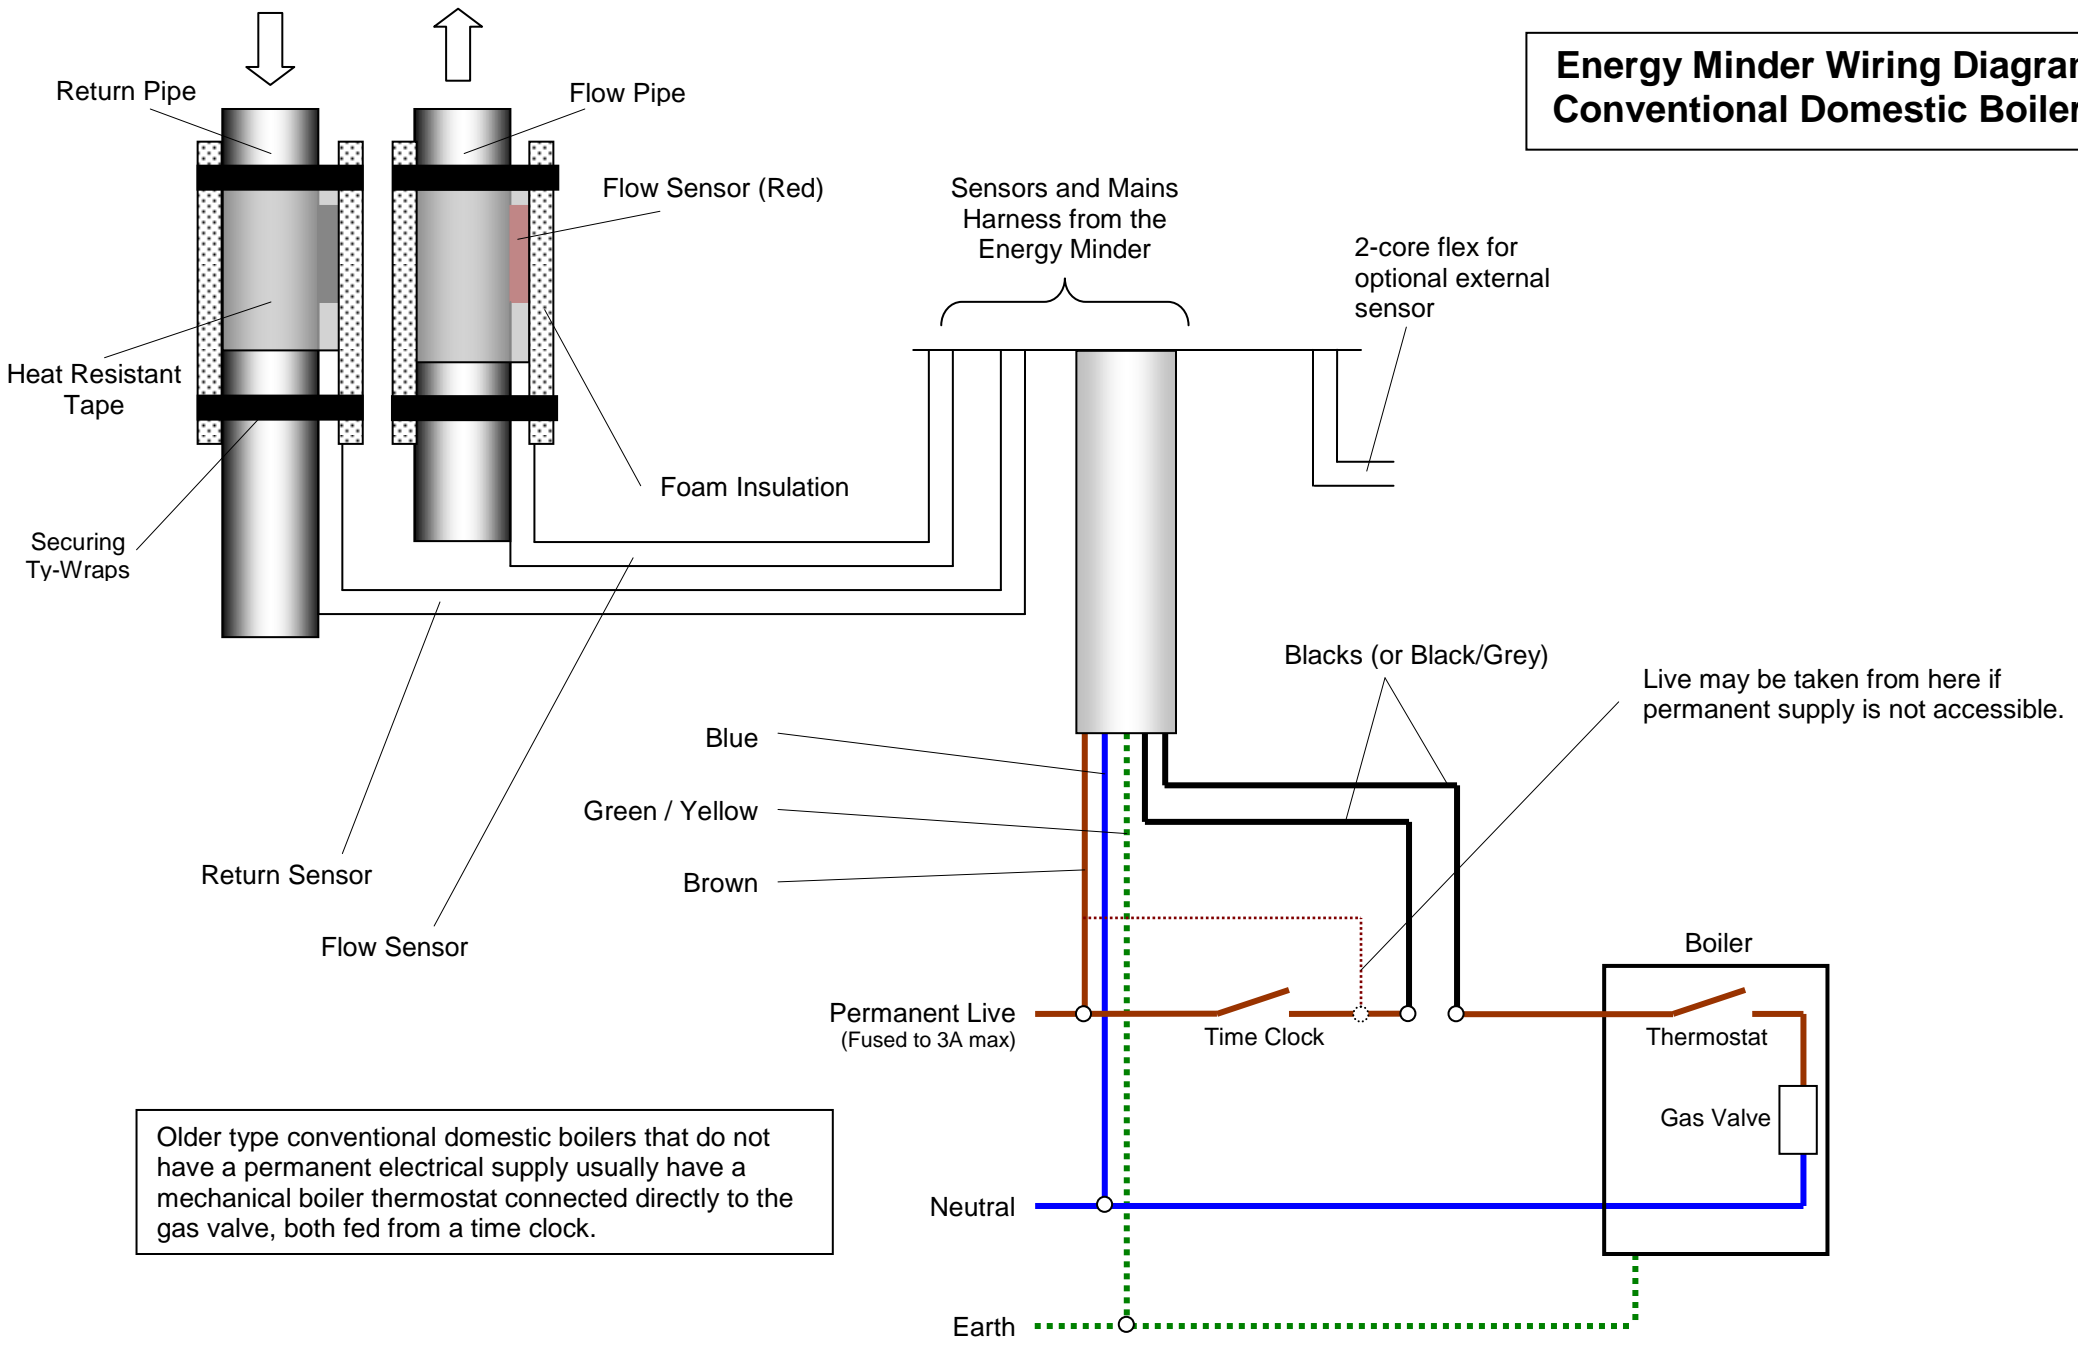 Energy Minder Wiring Diagram
Conventional Domestic Boiler
Return Pipe
Flow Pipe
Flow Sensor (Red)
Sensors and Mains
Harness from the
Energy Minder
2-core flex for
optional external
sensor
Heat Resistant
Tape
Foam Insulation
Securing
Ty-Wraps
Blacks (or Black/Grey)
Live may be taken from here if
permanent supply is not accessible.
Blue
Green / Yellow
Brown
Return Sensor
Flow Sensor
Boiler
Permanent Live
(Fused to 3A max)
Time Clock
Thermostat
Gas Valve
Older type conventional domestic boilers that do not
have a permanent electrical supply usually have a
mechanical boiler thermostat connected directly to the
gas valve, both fed from a time clock.
Neutral
Earth